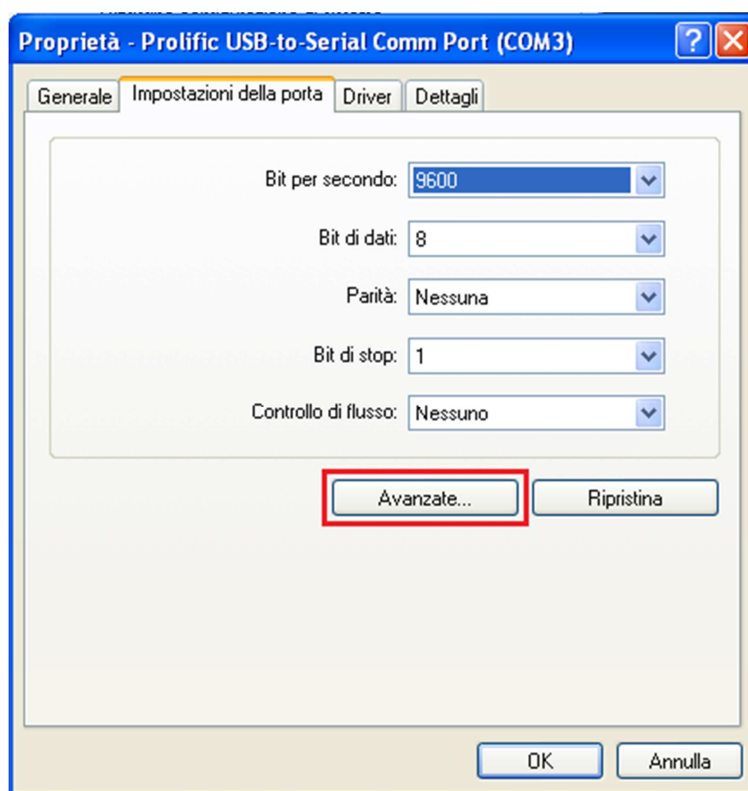 Proprietà - Prolific USB-to-Serial Comm Port (COM3)
Generale Impostazioni della porta Driver Dettagli
Bit per secondo: 9600
Bit di dati: 8
Parità: Nessuna
Bit di stop: 1
Controllo di flusso: Nessuno
Avanzate... Ripristina
OK Annulla